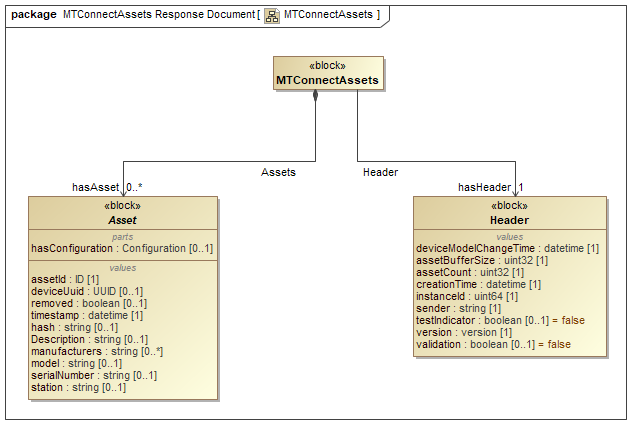 package MTConnectAssets Response Document [ MTConnectAssets ]
«block»
MTConnectAssets
Assets
Header
hasAsset 0..*
hasHeader 1
«block»
Asset
parts
hasConfiguration : Configuration [0..1]
values
assetId : ID [1]
deviceUuid : UUID [0..1]
removed : boolean [0..1]
timestamp : datetime [1]
hash : string [0..1]
Description : string [0..1]
manufacturers : string [0..*]
model : string [0..1]
serialNumber : string [0..1]
station : string [0..1]
«block»
Header
values
deviceModelChangeTime : datetime [1]
assetBufferSize : uint32 [1]
assetCount : uint32 [1]
creationTime : datetime [1]
instanceId : uint64 [1]
sender : string [1]
testIndicator : boolean [0..1] = false
version : version [1]
validation : boolean [0..1] = false